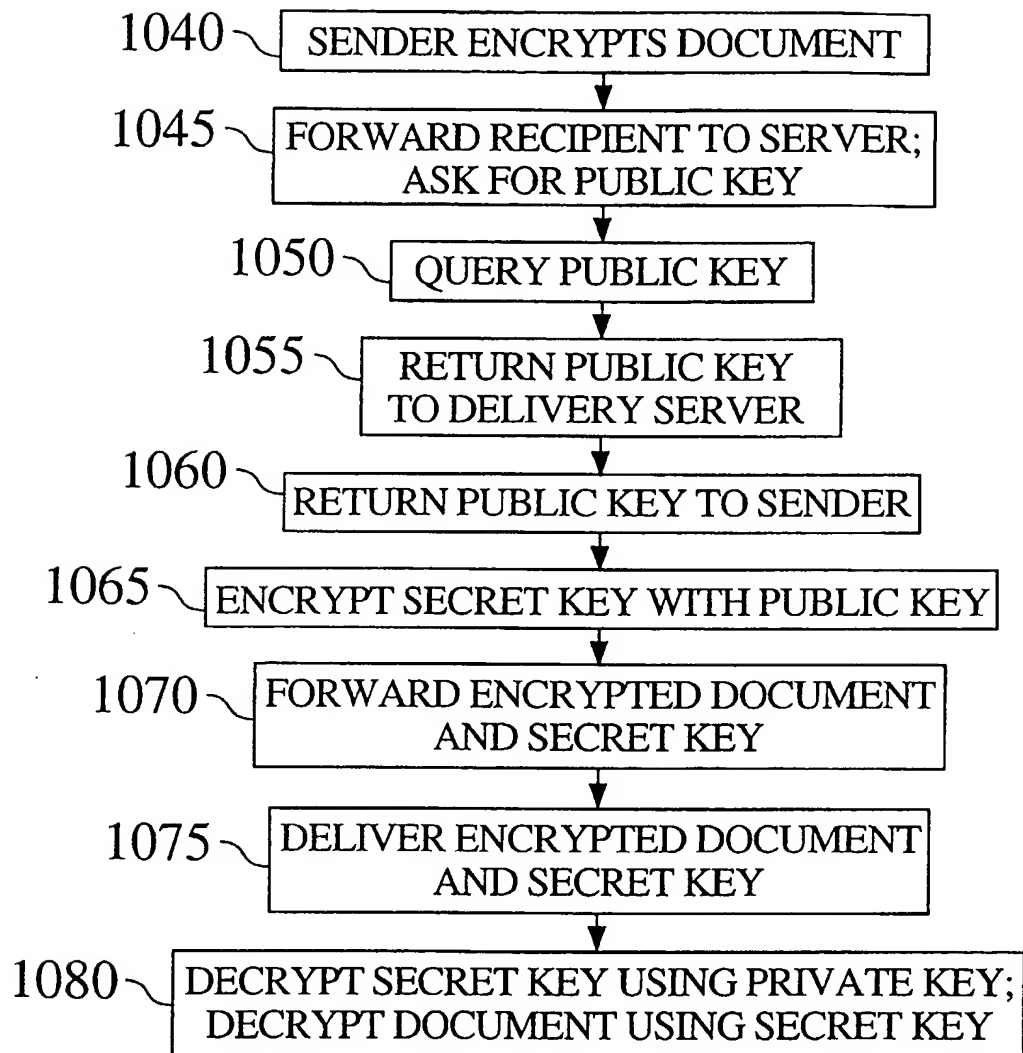 1040 SENDER ENCRYPTS DOCUMENT
1045 FORWARD RECIPIENT TO SERVER;
ASK FOR PUBLIC KEY
1050 QUERY PUBLIC KEY
1055 RETURN PUBLIC KEY
TO DELIVERY SERVER
1060 RETURN PUBLIC KEY TO SENDER
1065 ENCRYPT SECRET KEY WITH PUBLIC KEY
1070 FORWARD ENCRYPTED DOCUMENT
AND SECRET KEY
1075 DELIVER ENCRYPTED DOCUMENT
AND SECRET KEY
1080 DECRYPT SECRET KEY USING PRIVATE KEY;
DECRYPT DOCUMENT USING SECRET KEY